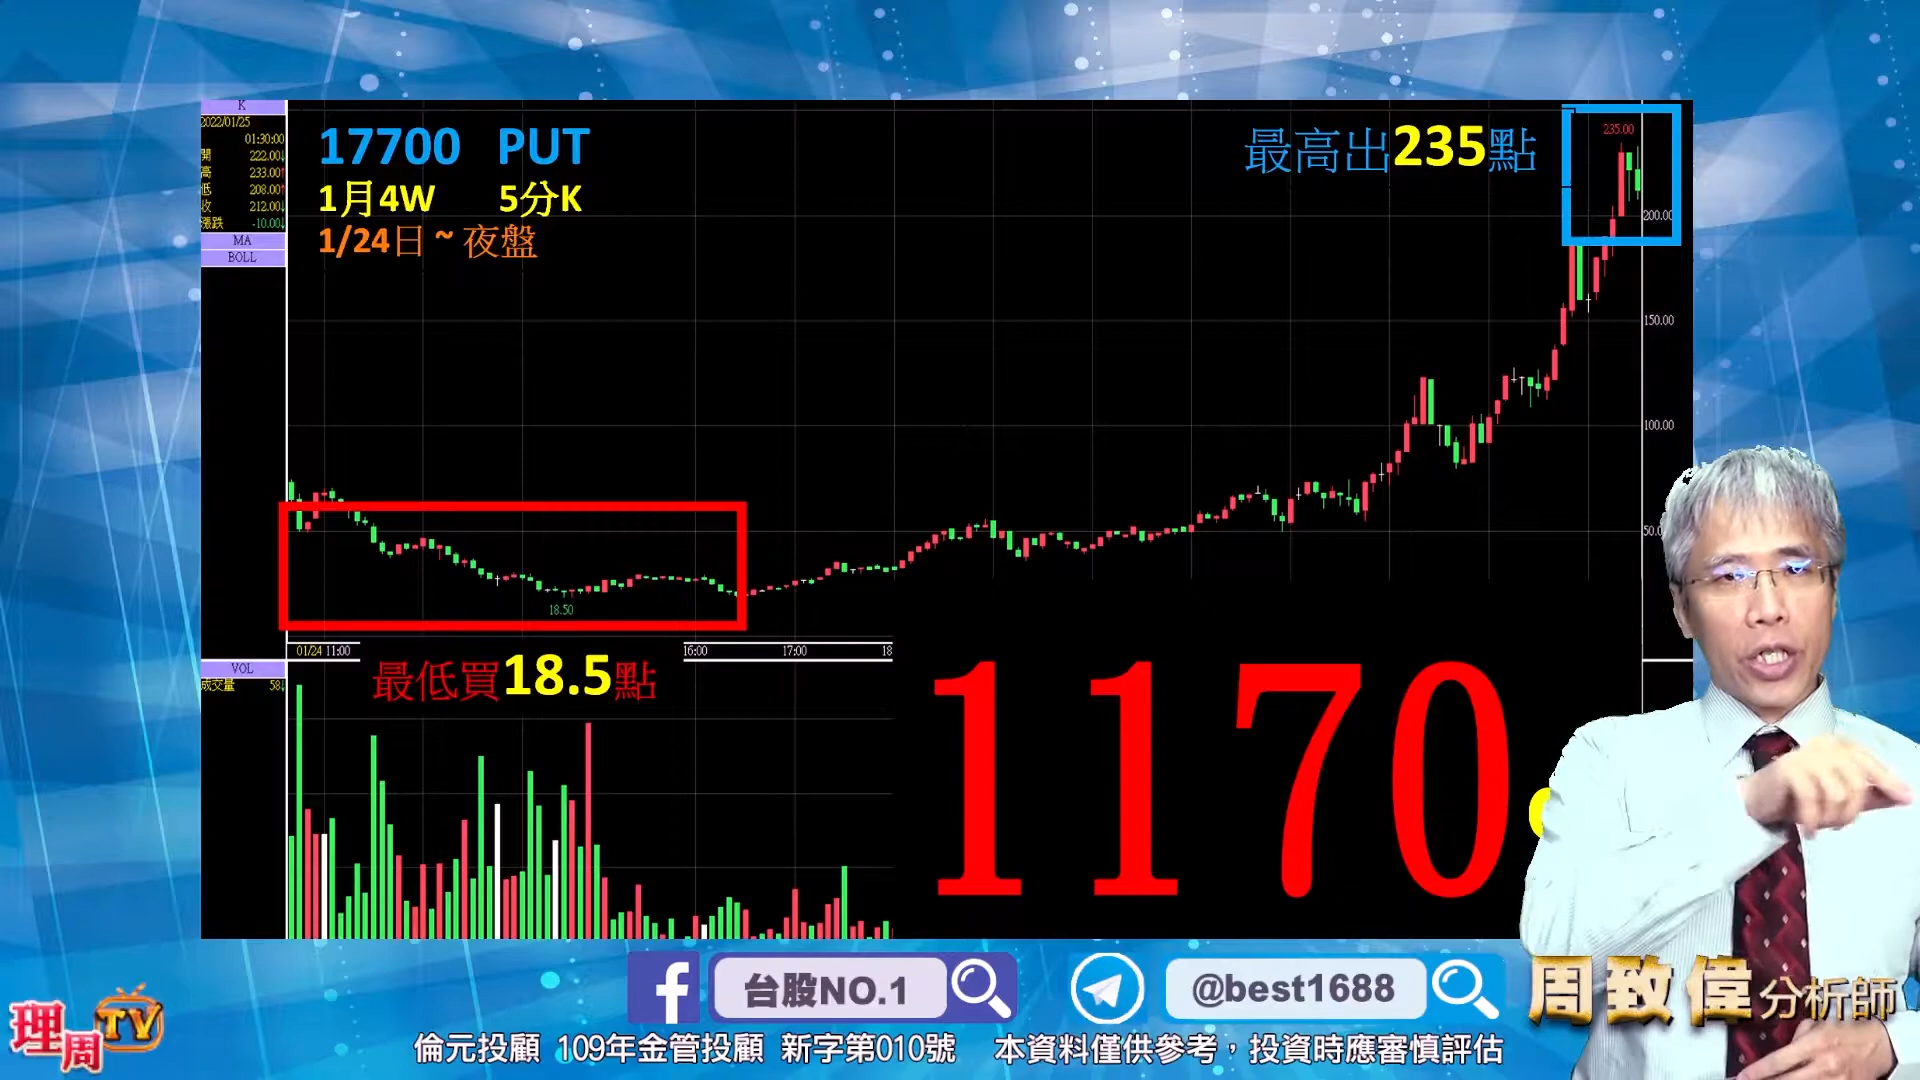 K
2022/01/25
01:30:00
開 222.00↓
高 233.00↑
低 208.00↑
收 212.00↓
漲跌 -10.00↓
MA
BOLL
17700 PUT
1月4W 5分K
1/24日 ~ 夜盤
最高出235點
235.00
200.00
150.00
100.00
50.0
18.50
01/24 11:00
16:00
17:00
18
VOL
成交量 58↓
最低買18.5點
1170
台股NO.1
@best1688
周致偉分析師
理周TV
倫元投顧 109年金管投顧 新字第010號 本資料僅供參考，投資時應審慎評估